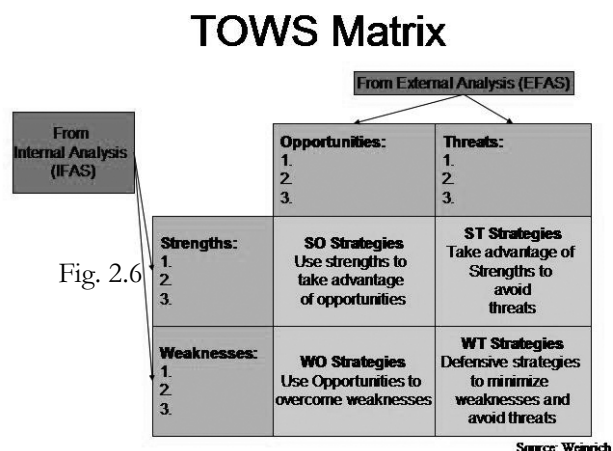 TOWS Matrix
From External Analysis (EFAS)
From
Internal Analysis
(IFAS)
Opportunities:
1.
2.
3.
Threats:
1.
2.
3.
Strengths:
1.
2.
3.
SO Strategies
Use strengths to
take advantage
of opportunities
ST Strategies
Take advantage of
Strengths to
avoid
threats
Fig. 2.6
Weaknesses:
1.
2.
3.
WO Strategies
Use Opportunities to
overcome weaknesses
WT Strategies
Defensive strategies
to minimize
weaknesses and
avoid threats
Source: Weinrich